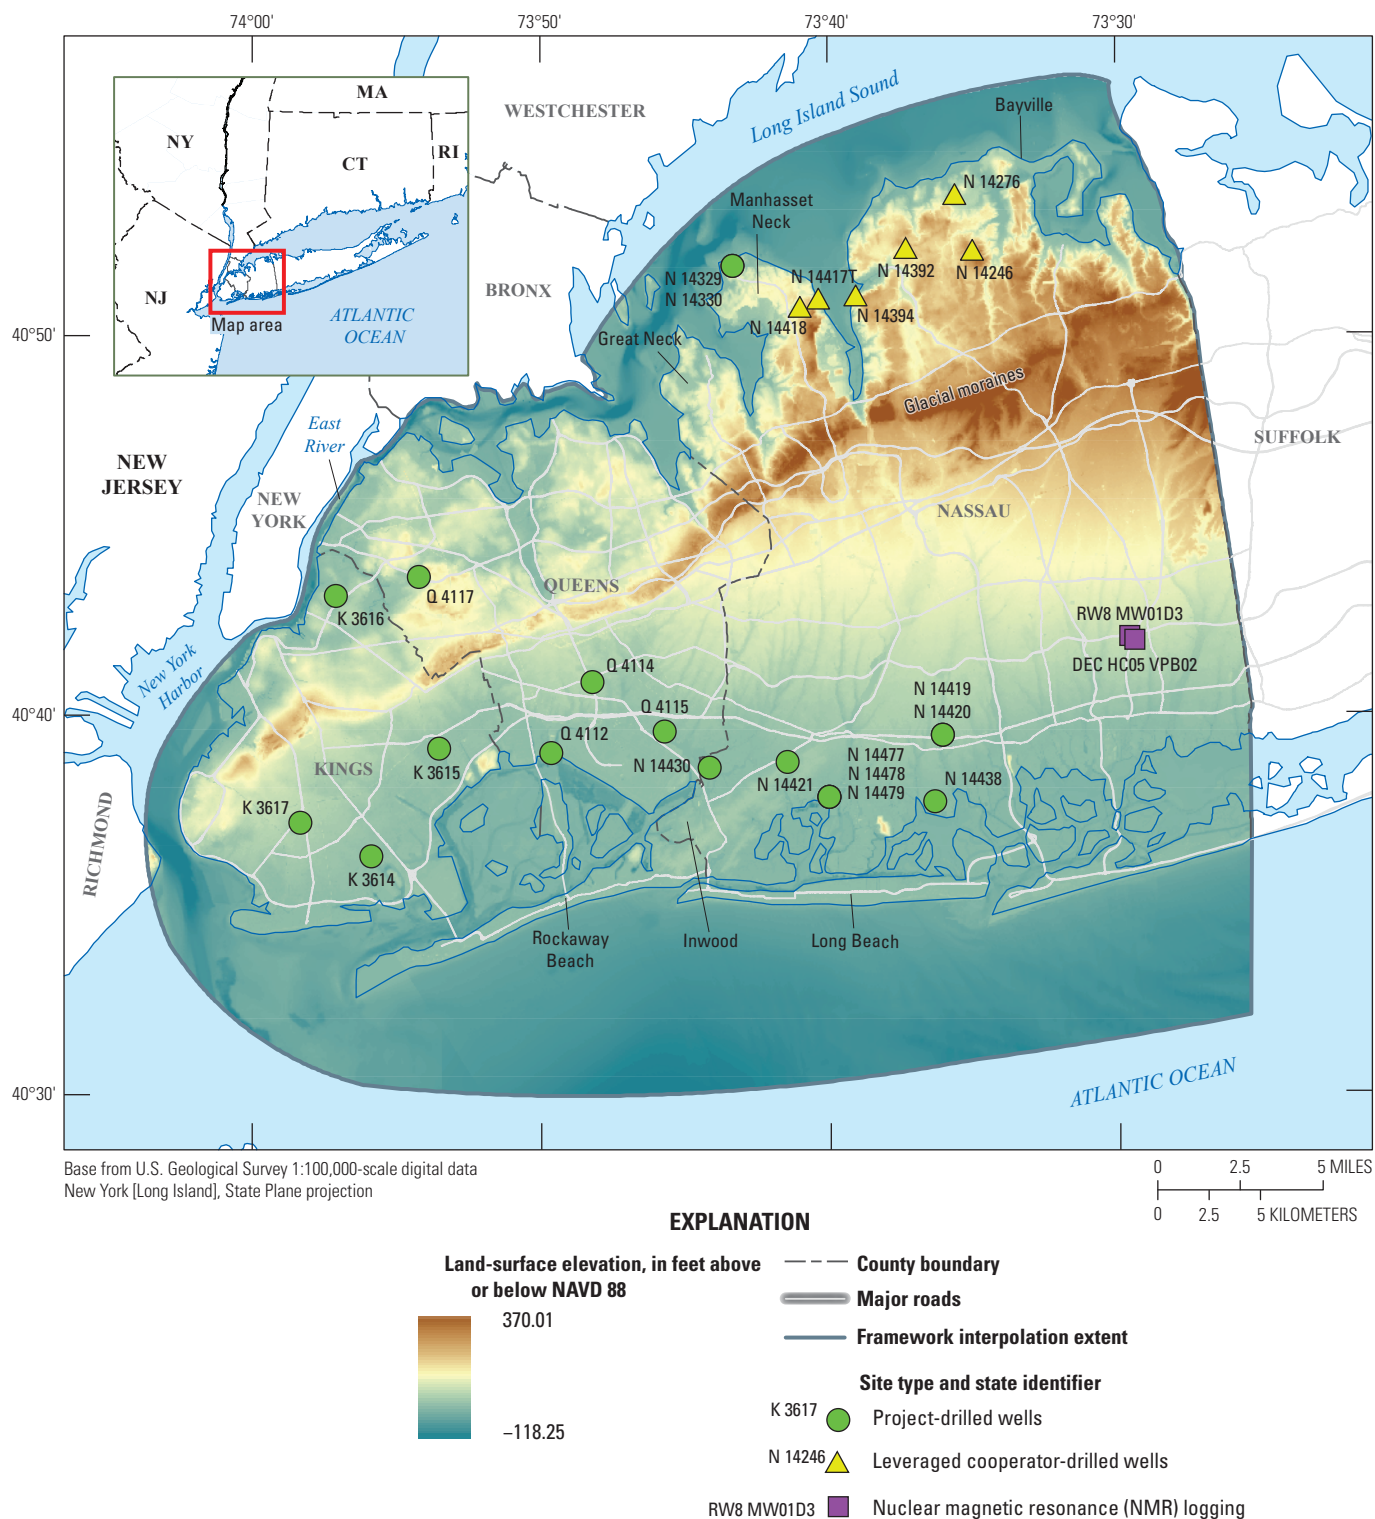 74°00'
73°50'
73°40'
73°30'
MA
NY
CT
RI
NJ
Map area
ATLANTIC
OCEAN
WESTCHESTER
Long Island Sound
Bayville
N 14276
Manhasset
Neck
N 14329
N 14330
N 14417T
N 14392
N 14246
BRONX
N 14418
N 14394
40°50'
Great Neck
Glacial moraines
East
River
SUFFOLK
NEW
JERSEY
NEW
YORK
NASSAU
QUEENS
Q 4117
K 3616
RW8 MW01D3
DEC HC05 VPB02
New York
Harbor
Q 4114
N 14419
N 14420
40°40'
Q 4115
Q 4112
K 3615
KINGS
N 14430
N 14421
N 14477
N 14478
N 14479
N 14438
K 3617
RICHMOND
K 3614
Rockaway
Beach
Inwood
Long Beach
40°30'
ATLANTIC OCEAN
Base from U.S. Geological Survey 1:100,000-scale digital data
New York [Long Island], State Plane projection
0 2.5 5 MILES
0 2.5 5 KILOMETERS
EXPLANATION
Land-surface elevation, in feet above
or below NAVD 88
370.01
−118.25
County boundary
Major roads
Framework interpolation extent
Site type and state identifier
K 3617 Project-drilled wells
N 14246 Leveraged cooperator-drilled wells
RW8 MW01D3 Nuclear magnetic resonance (NMR) logging